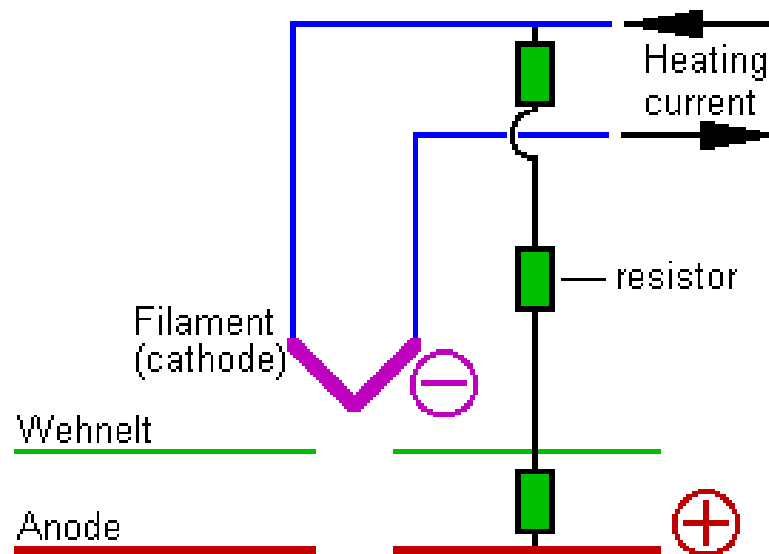 Heating
current
resistor
Filament
(cathode)
Wehnelt
Anode